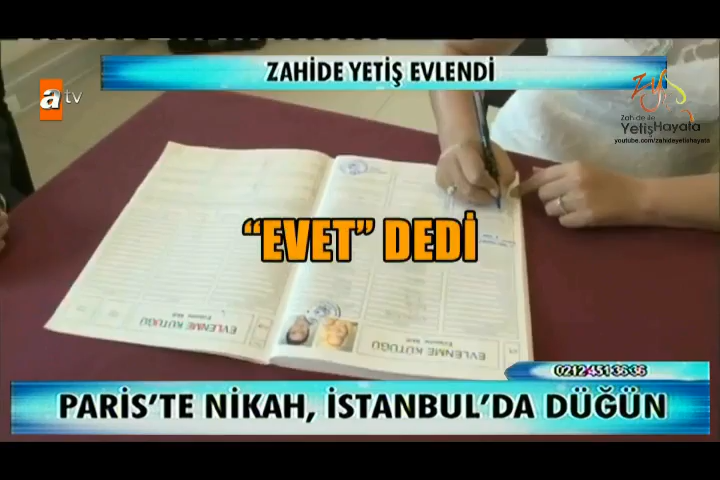 ZAHİDE YETİŞ EVLENDİ
atv
Zahide ile
YetişHayata
youtube.com/zahideyetishayata
"EVET" DEDİ
EVLENME KÜTÜĞÜ
EVLENME KÜTÜĞÜ
0212 451 36 36
PARİS'TE NİKAH, İSTANBUL'DA DÜĞÜN